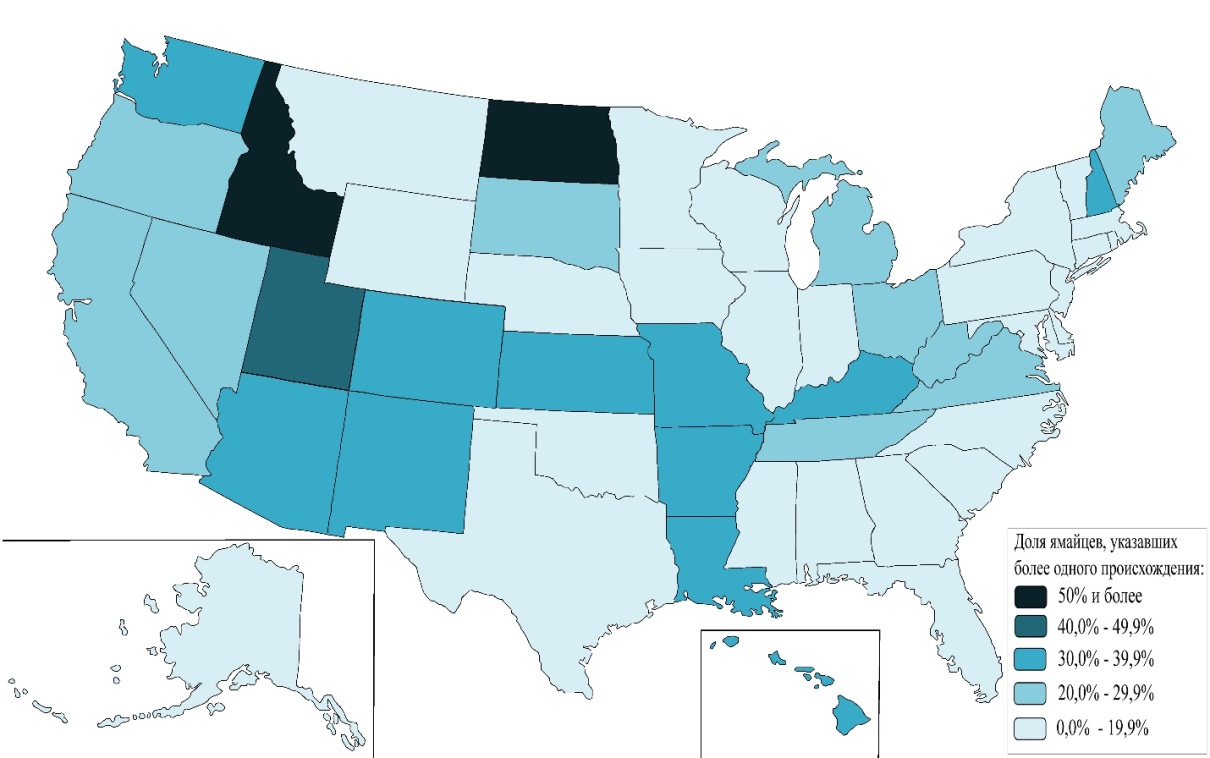 Доля ямайцев, указавших
более одного происхождения:
50% и более
40,0% - 49,9%
30,0% - 39,9%
20,0% - 29,9%
0,0% - 19,9%